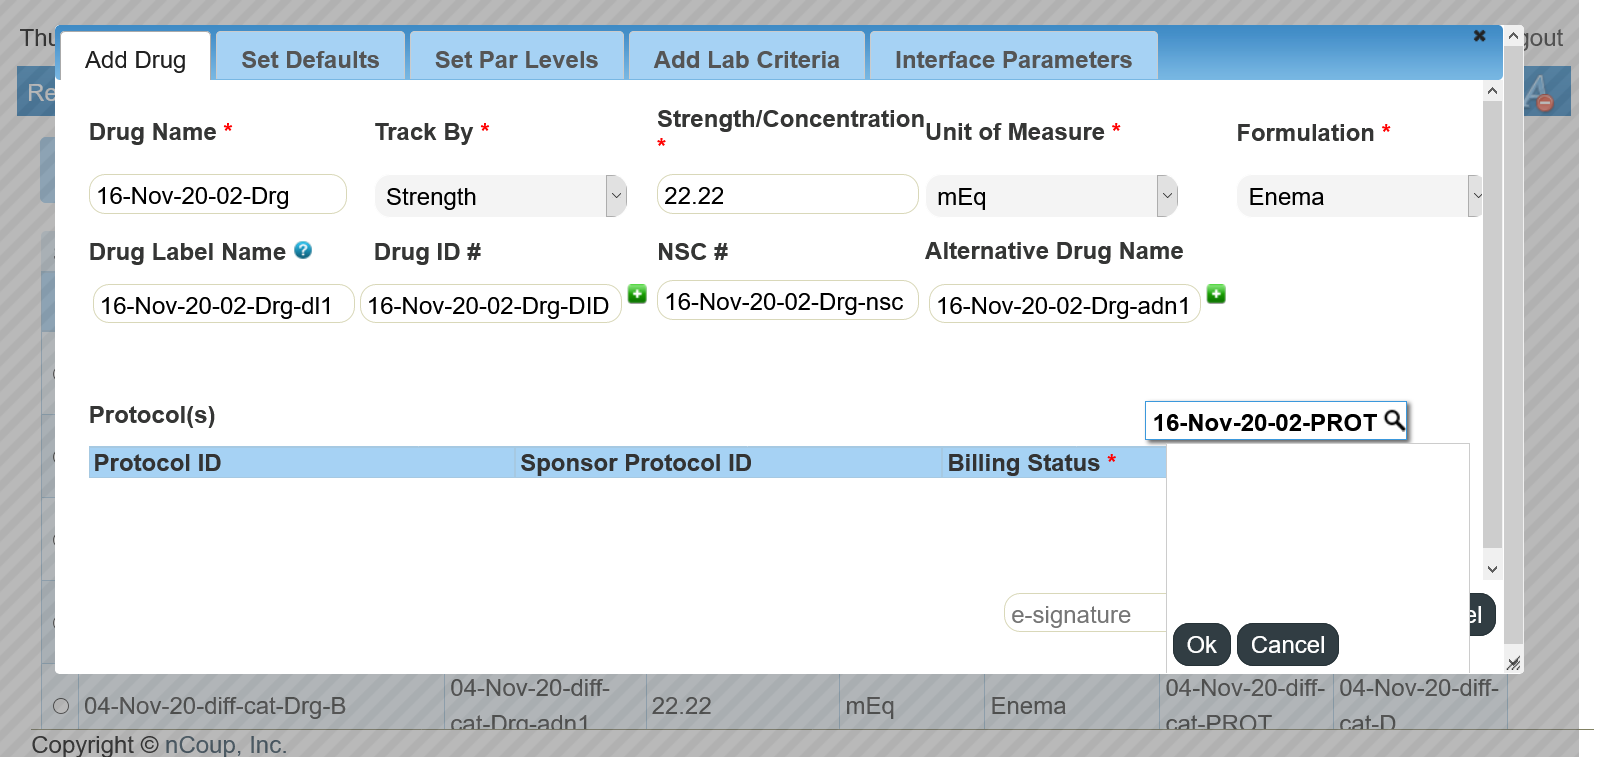 Thu
gout
Add Drug
Set Defaults
Set Par Levels
Add Lab Criteria
Interface Parameters
Re
A
Drug Name *
Track By *
Strength/Concentration
*
Unit of Measure *
Formulation *
16-Nov-20-02-Drg
Strength
22.22
mEq
Enema
Drug Label Name ?
Drug ID #
NSC #
Alternative Drug Name
16-Nov-20-02-Drg-dl1
16-Nov-20-02-Drg-DID
16-Nov-20-02-Drg-nsc
16-Nov-20-02-Drg-adn1
Protocol(s)
16-Nov-20-02-PROT
Protocol ID
Sponsor Protocol ID
Billing Status *
e-signature
el
Ok
Cancel
04-Nov-20-diff-cat-Drg-B
04-Nov-20-diff-
cat-Drg-adn1
22.22
mEq
Enema
04-Nov-20-diff-
cat-PROT
04-Nov-20-diff-
cat-D
Copyright © nCoup, Inc.